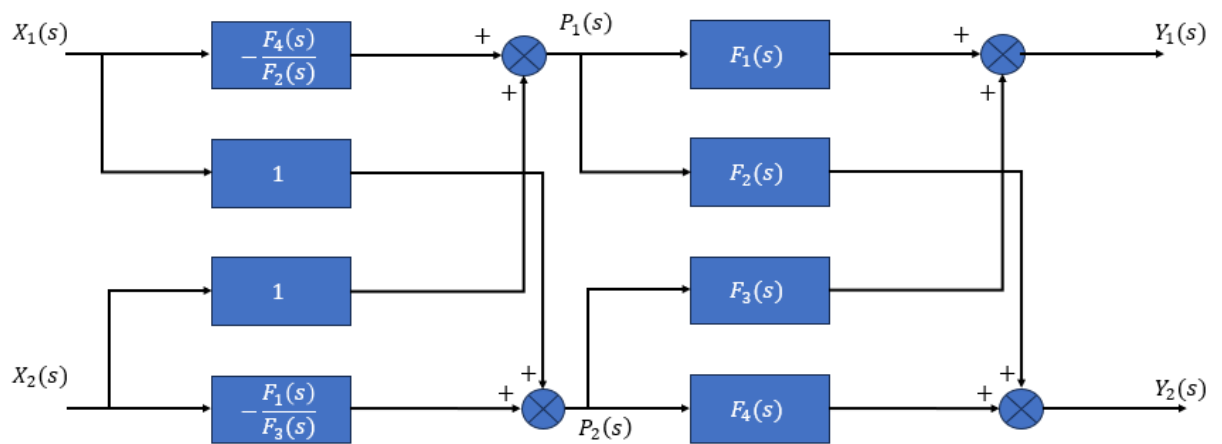 X₁(s)
−F₄(s)/F₂(s)
+
+
P₁(s)
F₁(s)
+
+
Y₁(s)
1
F₂(s)
1
F₃(s)
X₂(s)
−F₁(s)/F₃(s)
+
+
P₂(s)
F₄(s)
+
+
Y₂(s)